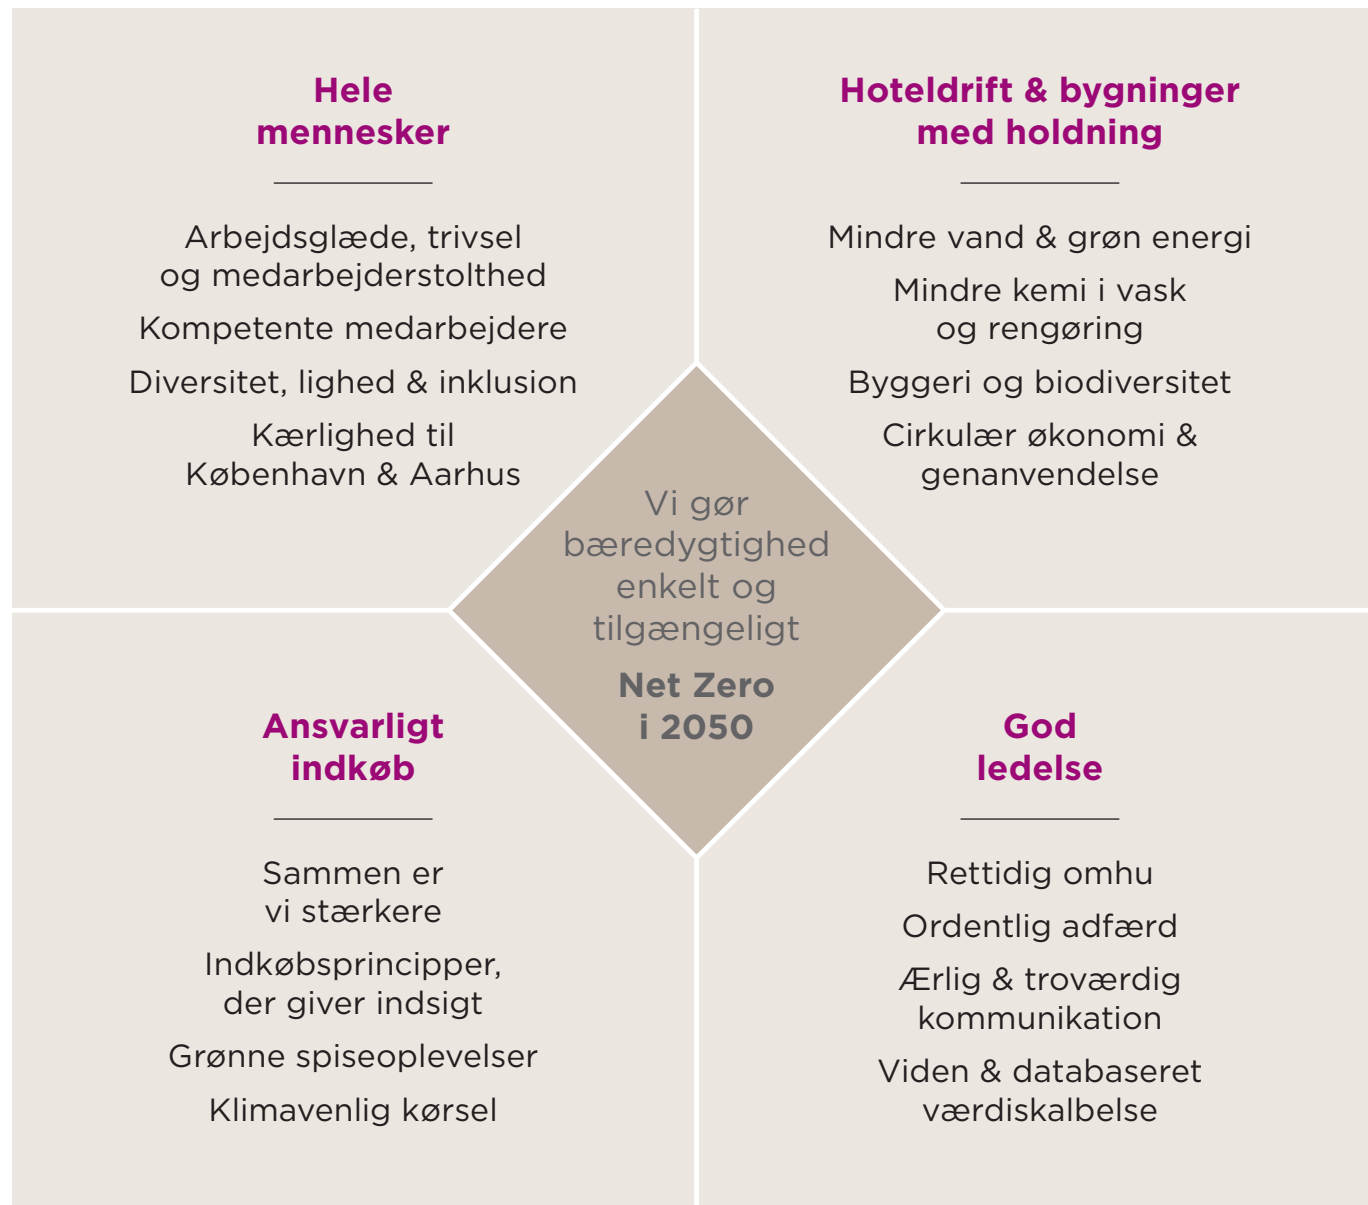 Hele
mennesker
Arbejdsglæde, trivsel
og medarbejderstolthed
Kompetente medarbejdere
Diversitet, lighed & inklusion
Kærlighed til
København & Aarhus
Hoteldrift & bygninger
med holdning
Mindre vand & grøn energi
Mindre kemi i vask
og rengøring
Byggeri og biodiversitet
Cirkulær økonomi &
genanvendelse
Vi gør
bæredygtighed
enkelt og
tilgængeligt
Net Zero
i 2050
Ansvarligt
indkøb
Sammen er
vi stærkere
Indkøbsprincipper,
der giver indsigt
Grønne spiseoplevelser
Klimavenlig kørsel
God
ledelse
Rettidig omhu
Ordentlig adfærd
Ærlig & troværdig
kommunikation
Viden & databaseret
værdiskalbelse